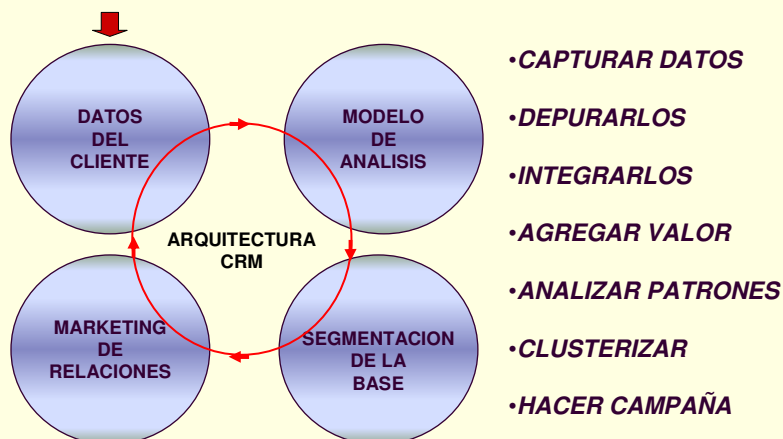 DATOS
DEL
CLIENTE
MODELO
DE
ANALISIS
ARQUITECTURA
CRM
MARKETING
DE
RELACIONES
SEGMENTACION
DE LA
BASE
•CAPTURAR DATOS
•DEPURARLOS
•INTEGRARLOS
•AGREGAR VALOR
•ANALIZAR PATRONES
•CLUSTERIZAR
•HACER CAMPAÑA